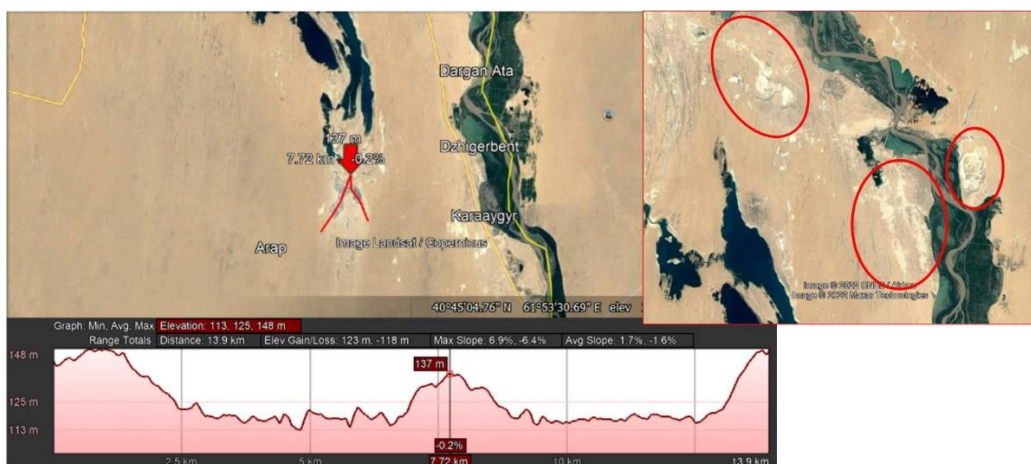 Dargan Ata
137 m
7.72 km -0.2%
Dzhigerbent
Karaaygyr
Arap
Image Landsat / Copernicus
40°45'04.76" N 61°53'30.69" E elev
Image © 2022 Maxar Technologies
Graph: Min, Avg, Max Elevation: 113, 125, 148 m
Range Totals Distance: 13.9 km Elev Gain/Loss: 123 m, -118 m Max Slope: 6.9%, -6.4% Avg Slope: 1.7%, -1.6%
148 m
137 m
125 m
113 m
-0.2%
2.5 km 5 km 7.72 km 10 km 13.9 km